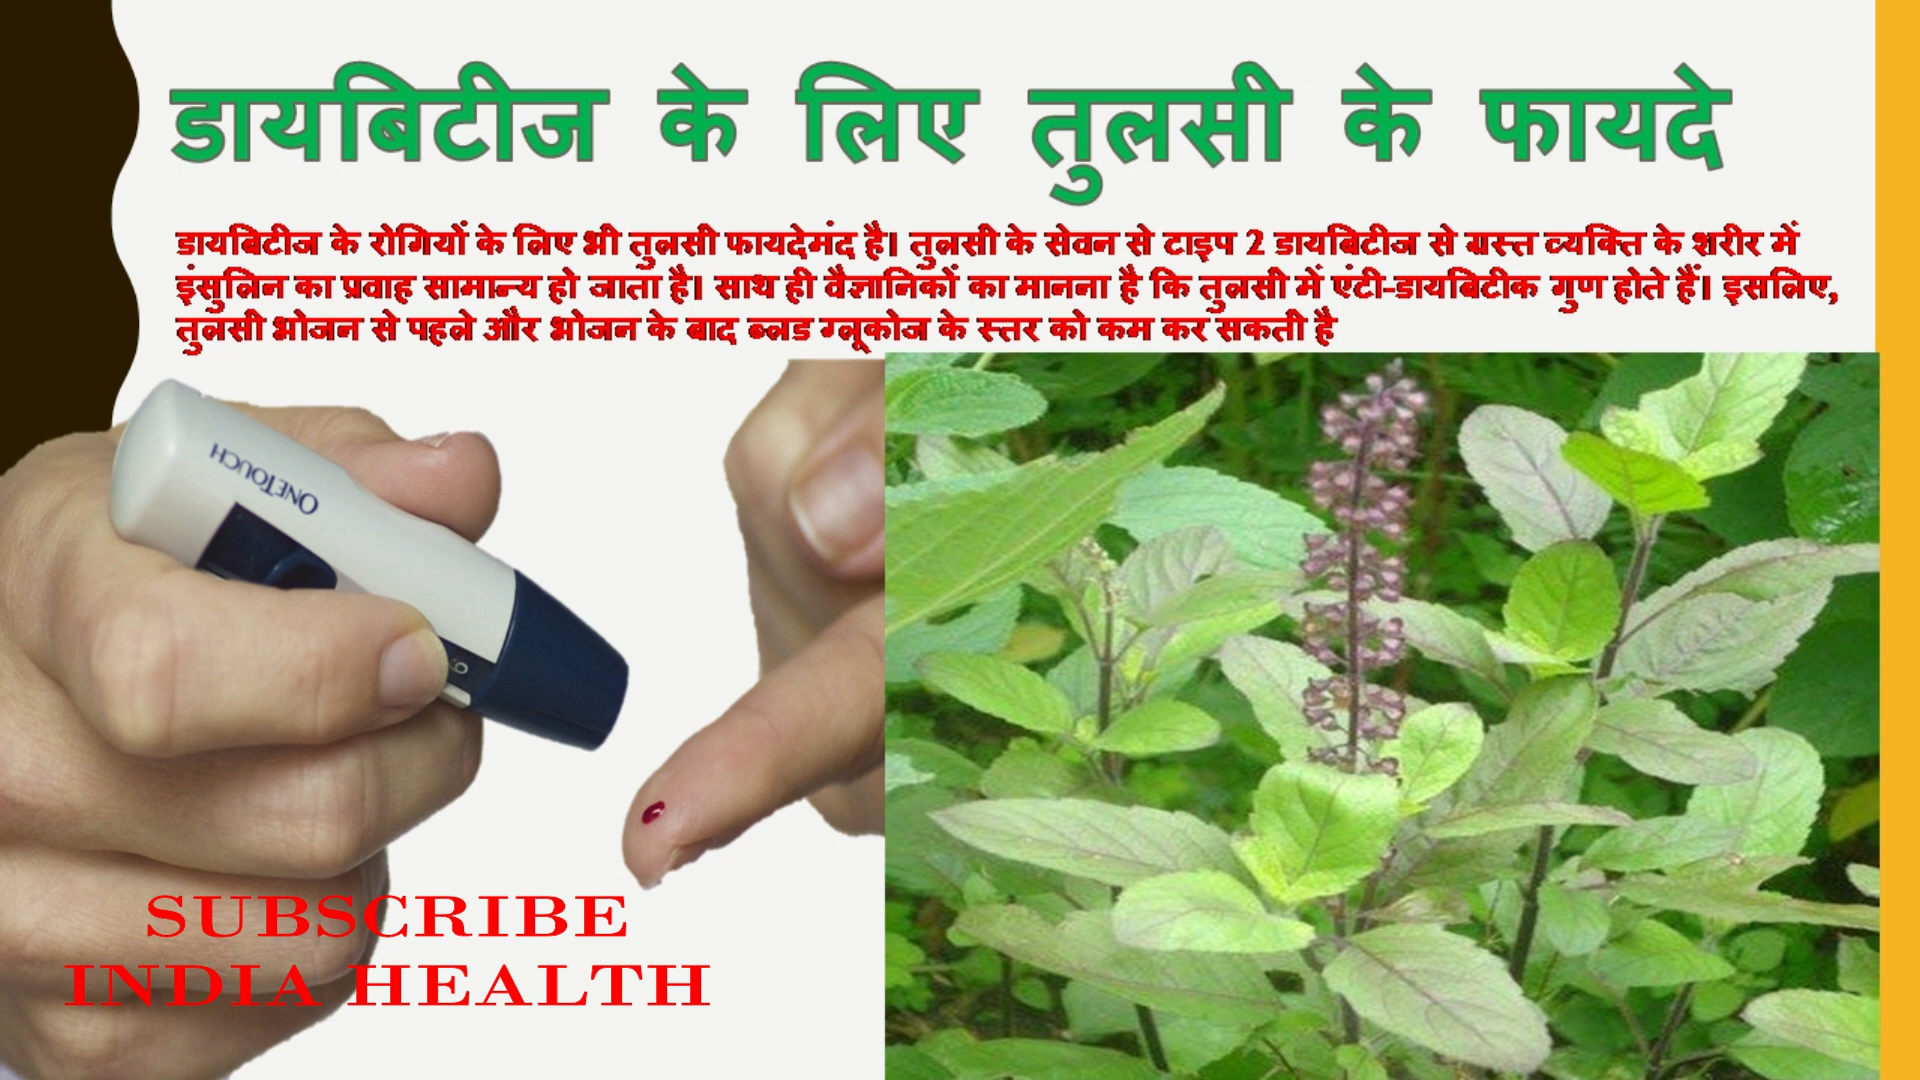 डायबिटीज के लिए तुलसी के फायदे
डायबिटीज के रोगियों के लिए भी तुलसी फायदेमंद है। तुलसी के सेवन से टाइप 2 डायबिटीज से ग्रस्त व्यक्ति के शरीर में
इंसुलिन का प्रवाह सामान्य हो जाता है। साथ ही वैज्ञानिकों का मानना है कि तुलसी में एंटी-डायबिटीक गुण होते हैं। इसलिए,
तुलसी भोजन से पहले और भोजन के बाद ब्लड ग्लूकोज के स्तर को कम कर सकती है
ONETOUCH
6
SUBSCRIBE
INDIA HEALTH